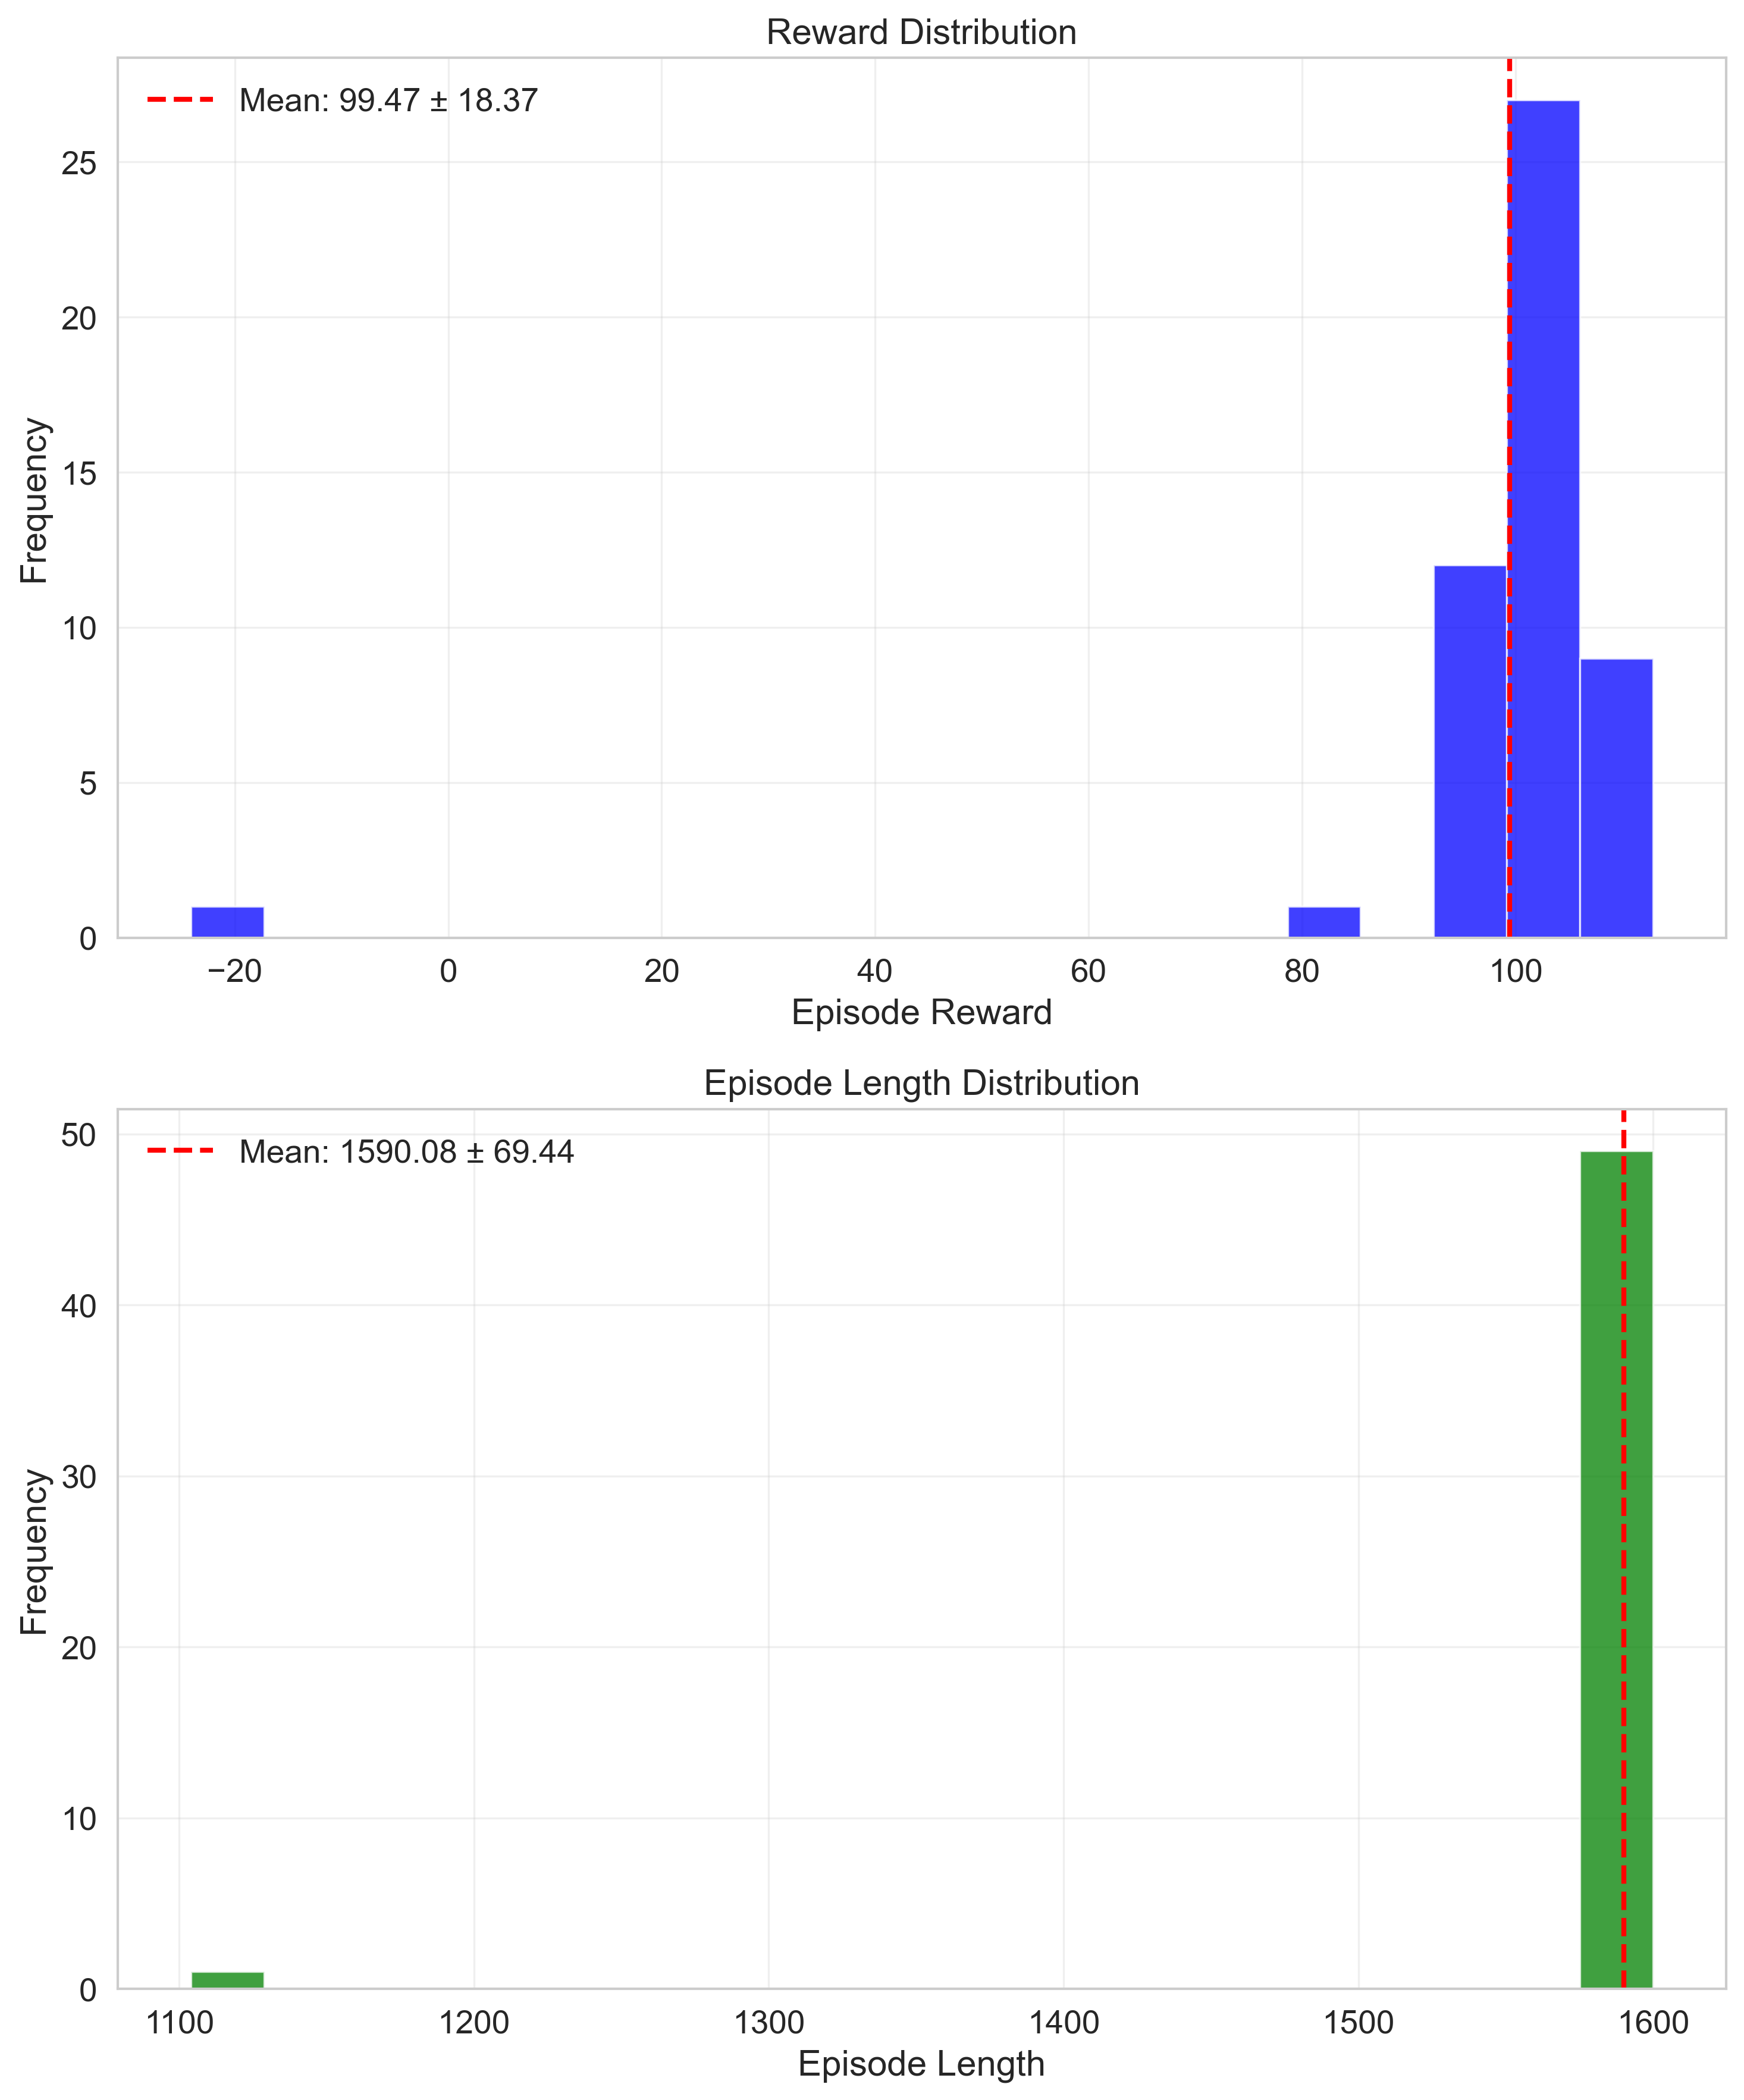 Reward Distribution
Mean: 99.47 ± 18.37
25
20
15
10
5
0
Frequency
−20 0 20 40 60 80 100
Episode Reward
Episode Length Distribution
Mean: 1590.08 ± 69.44
50
40
30
20
10
0
Frequency
1100 1200 1300 1400 1500 1600
Episode Length